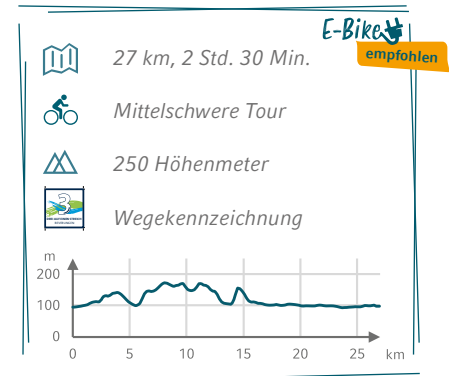 E-Bike
empfohlen
27 km, 2 Std. 30 Min.
Mittelschwere Tour
250 Höhenmeter
3
Wegekennzeichnung
m
200
100
0
0 5 10 15 20 25 km